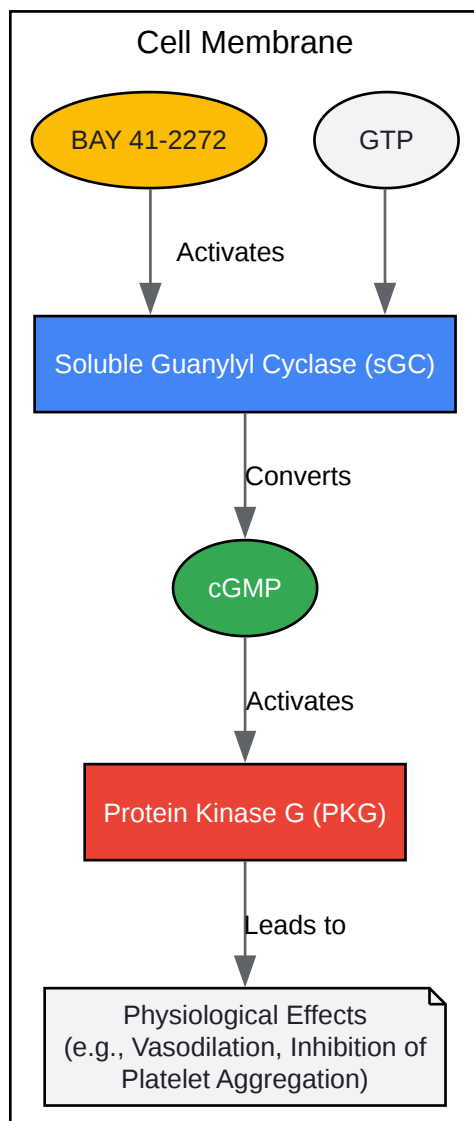 Cell Membrane
BAY 41-2272
GTP
Activates
Soluble Guanylyl Cyclase (sGC)
Converts
cGMP
Activates
Protein Kinase G (PKG)
Leads to
Physiological Effects
(e.g., Vasodilation, Inhibition of
Platelet Aggregation)